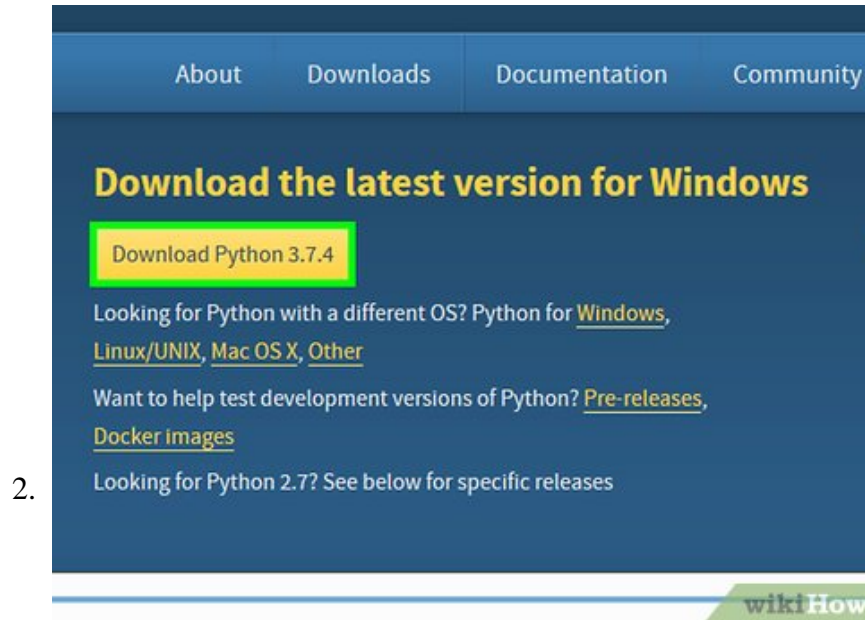 About Downloads Documentation Community
Download the latest version for Windows
Download Python 3.7.4
Looking for Python with a different OS? Python for Windows,
Linux/UNIX, Mac OS X, Other
Want to help test development versions of Python? Pre-releases,
Docker images
2.
Looking for Python 2.7? See below for specific releases
wikiHow